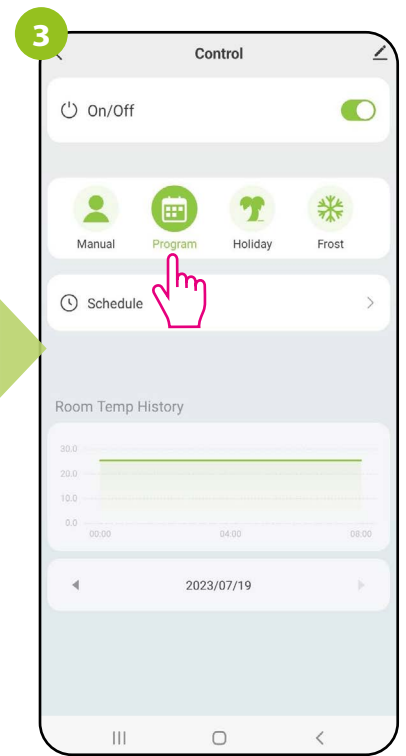 3
Control
On/Off
Manual Program Holiday Frost
Schedule
Room Temp History
30.0
20.0
10.0
0.0
00:00 04:00 08:00
2023/07/19